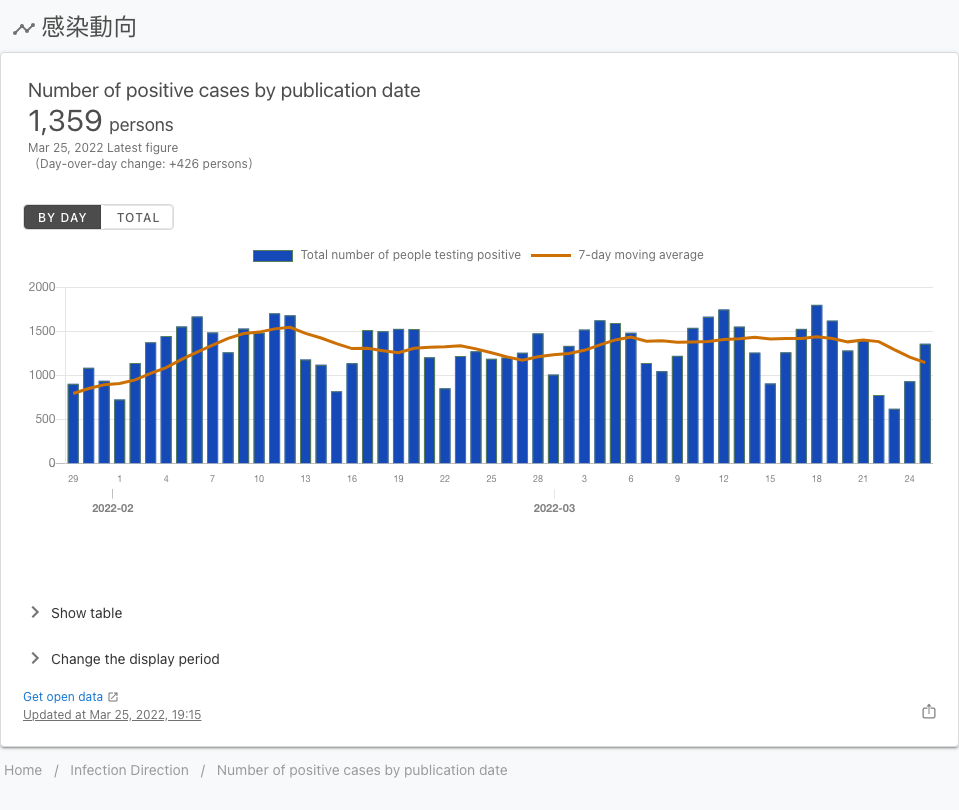 感染動向
Number of positive cases by publication date
1,359 persons
Mar 25, 2022 Latest figure
(Day-over-day change: +426 persons)
BY DAY TOTAL
Total number of people testing positive 7-day moving average
2000
1500
1000
500
0
29 1 4 7 10 13 16 19 22 25 28 3 6 9 12 15 18 21 24
2022-02 2022-03
Show table
Change the display period
Get open data
Updated at Mar 25, 2022, 19:15
Home / Infection Direction / Number of positive cases by publication date